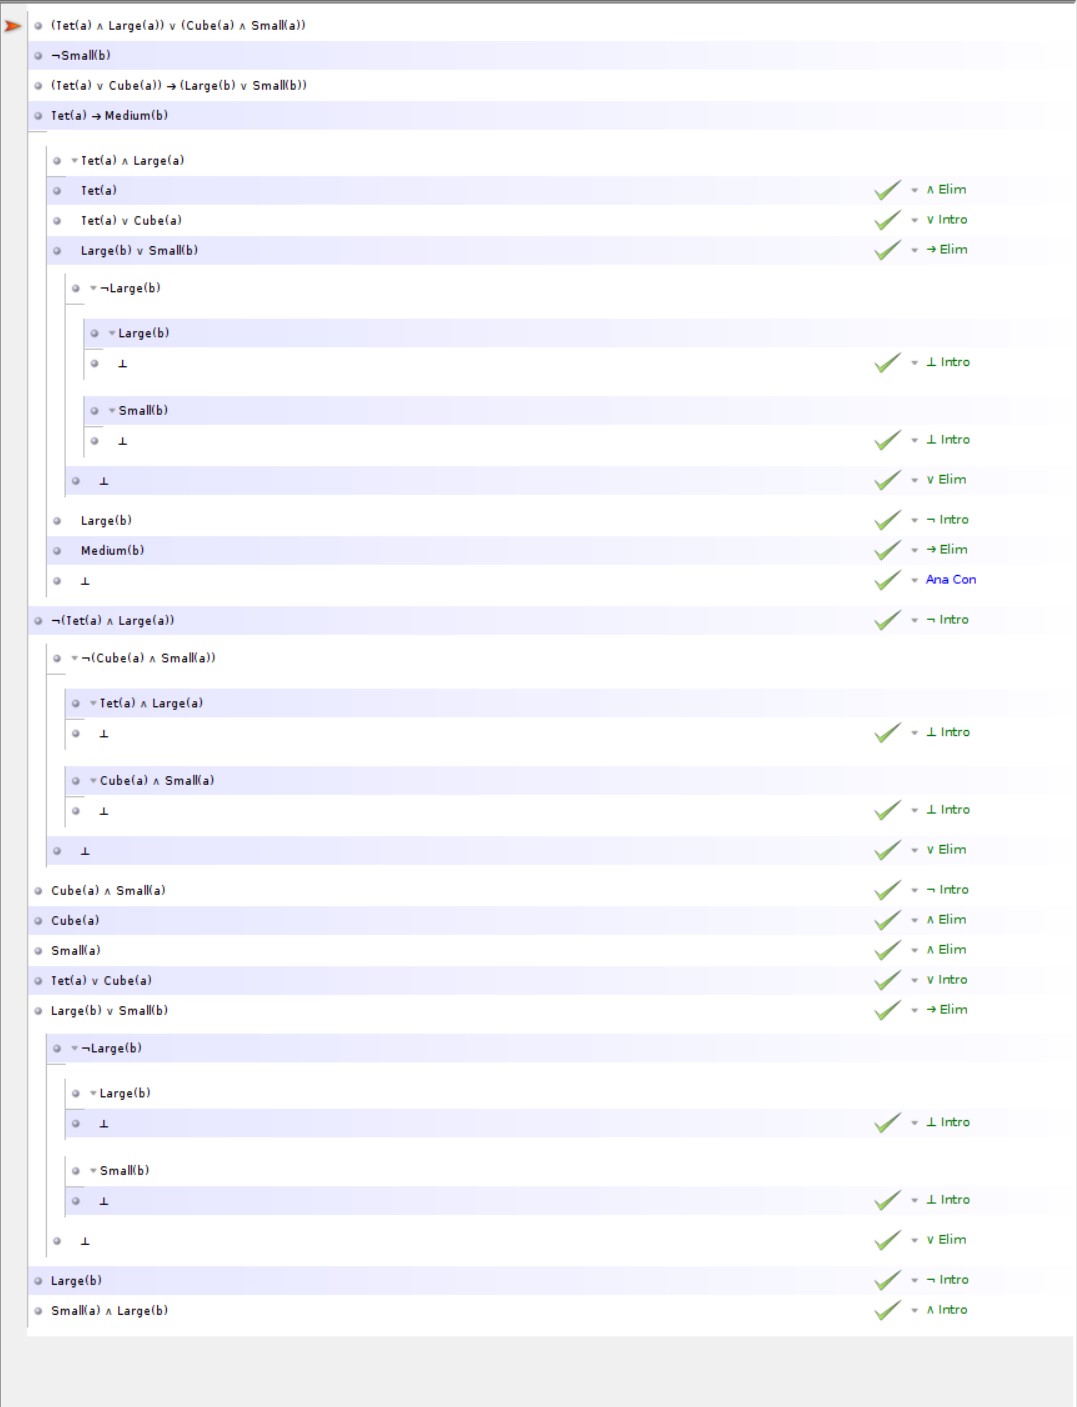 (Tet(a) ∧ Large(a)) ∨ (Cube(a) ∧ Small(a))
¬Small(b)
(Tet(a) ∨ Cube(a)) → (Large(b) ∨ Small(b))
Tet(a) → Medium(b)
Tet(a) ∧ Large(a)
Tet(a) ∧ Elim
Tet(a) ∨ Cube(a) ∨ Intro
Large(b) ∨ Small(b) → Elim
¬Large(b)
Large(b)
⊥ ⊥ Intro
Small(b)
⊥ ⊥ Intro
⊥ ∨ Elim
Large(b) ¬ Intro
Medium(b) → Elim
⊥ Ana Con
¬(Tet(a) ∧ Large(a)) ¬ Intro
¬(Cube(a) ∧ Small(a))
Tet(a) ∧ Large(a)
⊥ ⊥ Intro
Cube(a) ∧ Small(a)
⊥ ⊥ Intro
⊥ ∨ Elim
Cube(a) ∧ Small(a) ¬ Intro
Cube(a) ∧ Elim
Small(a) ∧ Elim
Tet(a) ∨ Cube(a) ∨ Intro
Large(b) ∨ Small(b) → Elim
¬Large(b)
Large(b)
⊥ ⊥ Intro
Small(b)
⊥ ⊥ Intro
⊥ ∨ Elim
Large(b) ¬ Intro
Small(a) ∧ Large(b) ∧ Intro